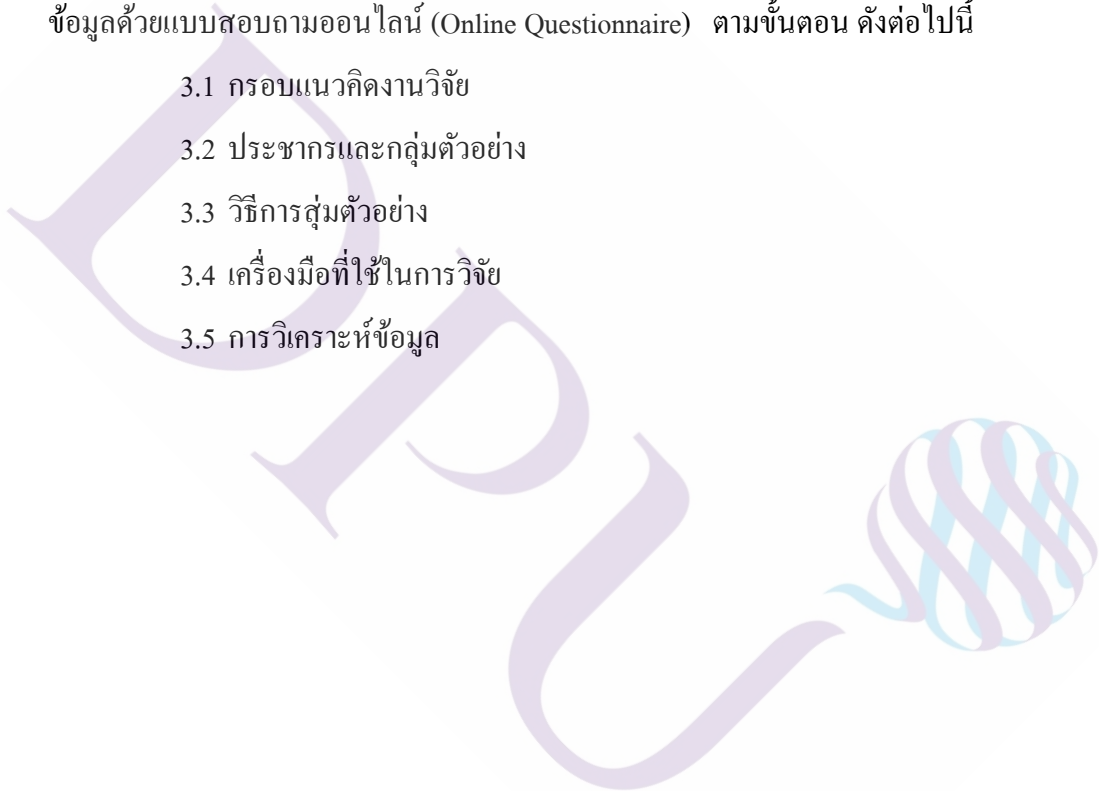 ข้อมูลด้วยแบบสอบถามออนไลน์ (Online Questionnaire) ตามขั้นตอน ดังต่อไปนี้
3.1 กรอบแนวคิดงานวิจัย
3.2 ประชากรและกลุ่มตัวอย่าง
3.3 วิธีการสุ่มตัวอย่าง
3.4 เครื่องมือที่ใช้ในการวิจัย
3.5 การวิเคราะห์ข้อมูล
DPU